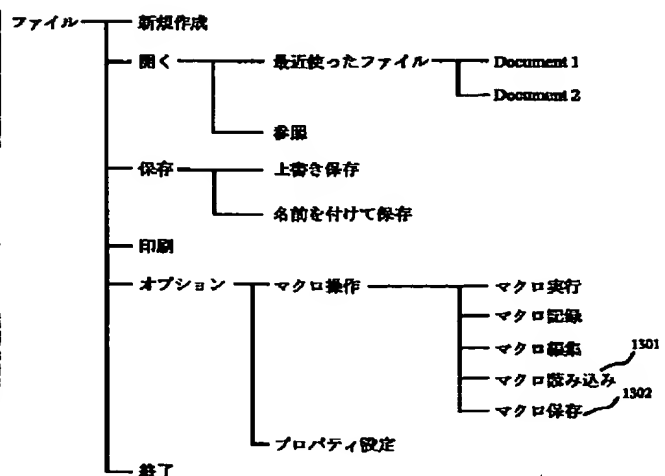 ファイル
新規作成
開く
最近使ったファイル
Document 1
Document 2
参照
保存
上書き保存
名前を付けて保存
印刷
オプション
マクロ操作
マクロ実行
マクロ記録
マクロ編集
1301
マクロ読み込み
1302
マクロ保存
プロパティ設定
終了